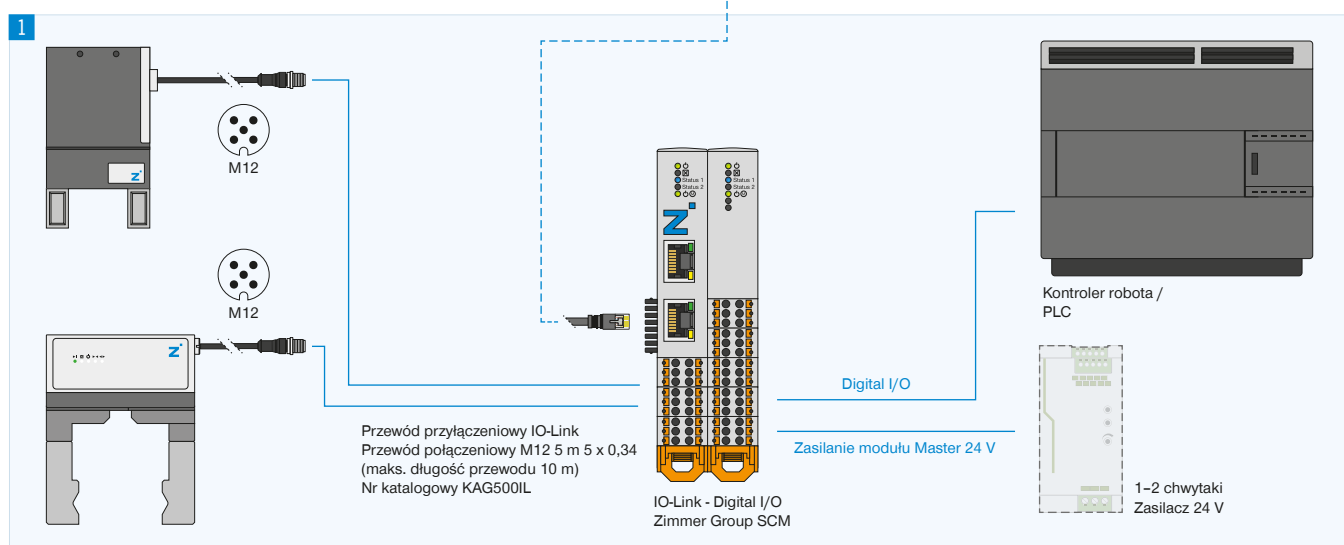 1
M12
M12
Przewód przyłączeniowy IO-Link
Przewód połączeniowy M12 5 m 5 x 0,34
(maks. długość przewodu 10 m)
Nr katalogowy KAG500IL
Status 1
Status 2
Status 1
Status 2
IO-Link - Digital I/O
Zimmer Group SCM
Digital I/O
Zasilanie modułu Master 24 V
Kontroler robota /
PLC
1–2 chwytaki
Zasilacz 24 V